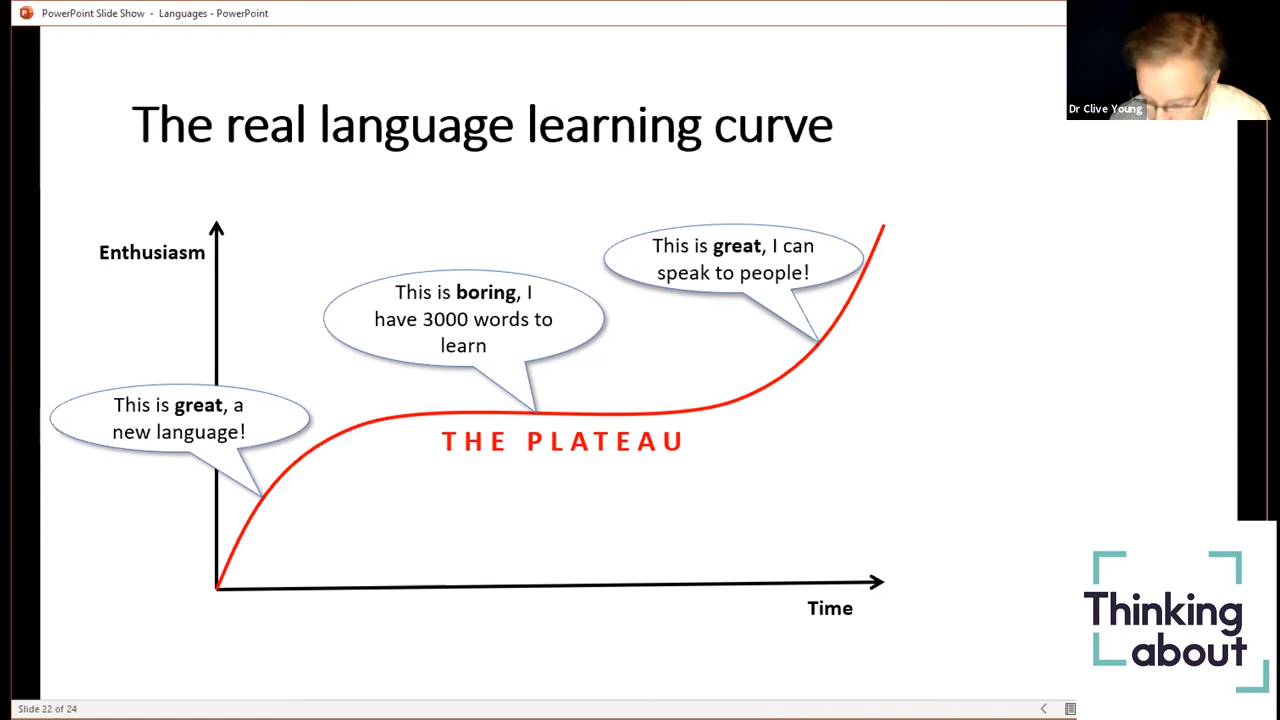 PowerPoint Slide Show - Languages - PowerPoint
Dr Clive Young
The real language learning curve
Enthusiasm
This is great, I can
speak to people!
This is boring, I
have 3000 words to
learn
This is great, a
new language!
THE PLATEAU
Time
Thinking
about
Slide 22 of 24